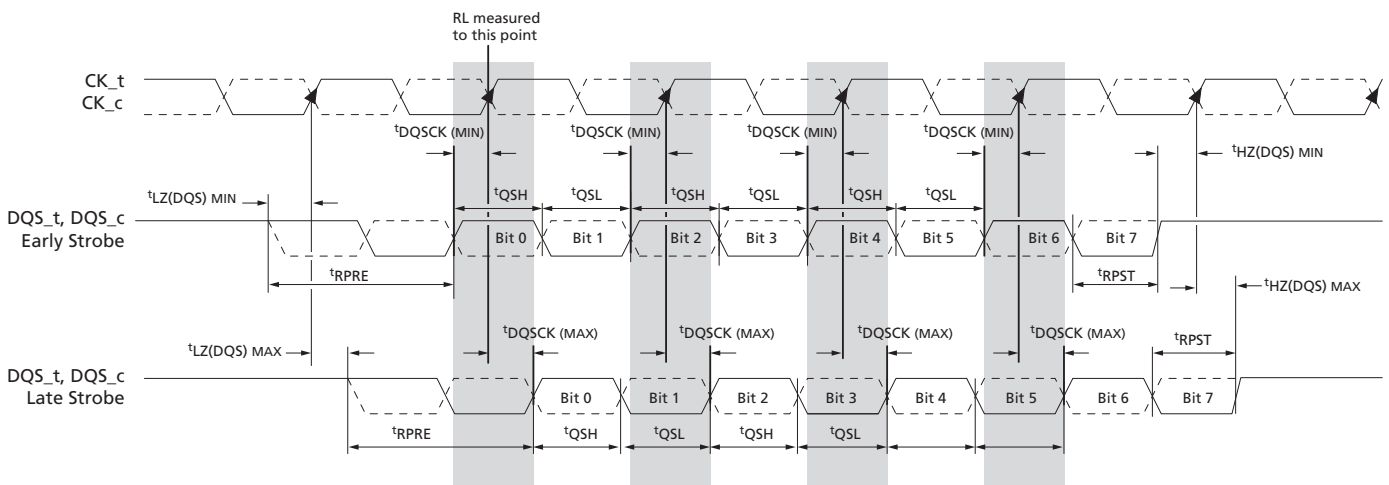 RL measured
to this point
CK_t
CK_c
tDQSCK (MIN) tDQSCK (MIN) tDQSCK (MIN) tDQSCK (MIN)
tHZ(DQS) MIN
tLZ(DQS) MIN
tQSH tQSL tQSH tQSL tQSH tQSL
DQS_t, DQS_c
Early Strobe
Bit 0 Bit 1 Bit 2 Bit 3 Bit 4 Bit 5 Bit 6 Bit 7
tRPRE
tRPST
tHZ(DQS) MAX
tDQSCK (MAX) tDQSCK (MAX) tDQSCK (MAX) tDQSCK (MAX)
tRPST
tLZ(DQS) MAX
DQS_t, DQS_c
Late Strobe
Bit 0 Bit 1 Bit 2 Bit 3 Bit 4 Bit 5 Bit 6 Bit 7
tRPRE
tQSH tQSL tQSH tQSL